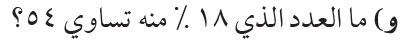 و) ما العدد الذي ١٨ ٪ منه تساوي ٥٤؟